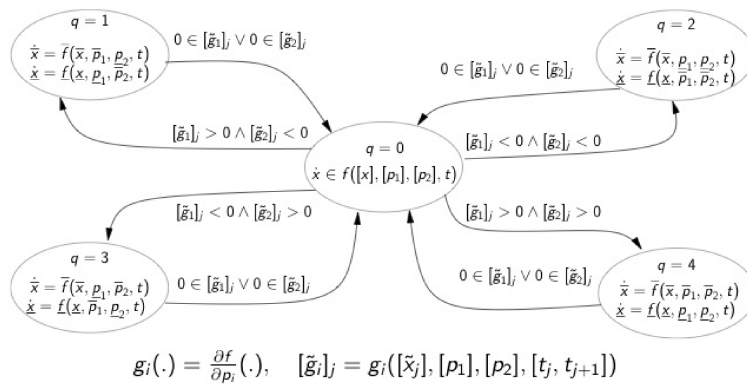 q = 1
q = 2
ẋ̅ = f̅(x̅, p̅₁, p̲₂, t)
ẋ̲ = f̲(x̲, p̲₁, p̅₂, t)
0 ∈ [g̃₁]ⱼ ∨ 0 ∈ [g̃₂]ⱼ
0 ∈ [g̃₁]ⱼ ∨ 0 ∈ [g̃₂]ⱼ
ẋ̅ = f̅(x̅, p̲₁, p̲₂, t)
ẋ̲ = f̲(x̲, p̅₁, p̅₂, t)
[g̃₁]ⱼ > 0 ∧ [g̃₂]ⱼ < 0
[g̃₁]ⱼ < 0 ∧ [g̃₂]ⱼ < 0
q = 0
ẋ ∈ f([x], [p₁], [p₂], t)
[g̃₁]ⱼ < 0 ∧ [g̃₂]ⱼ > 0
[g̃₁]ⱼ > 0 ∧ [g̃₂]ⱼ > 0
q = 3
q = 4
ẋ̅ = f̅(x̅, p̲₁, p̅₂, t)
ẋ̲ = f̲(x̲, p̅₁, p̲₂, t)
0 ∈ [g̃₁]ⱼ ∨ 0 ∈ [g̃₂]ⱼ
0 ∈ [g̃₁]ⱼ ∨ 0 ∈ [g̃₂]ⱼ
ẋ̅ = f̅(x̅, p̅₁, p̅₂, t)
ẋ̲ = f̲(x̲, p̲₁, p̲₂, t)
gᵢ(.) = ∂f/∂pᵢ(.), [g̃ᵢ]ⱼ = gᵢ([x̃ⱼ], [p₁], [p₂], [tⱼ, tⱼ₊₁])